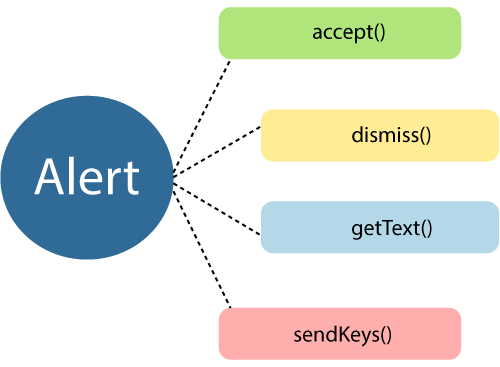 Alert
accept()
dismiss()
getText()
sendKeys()